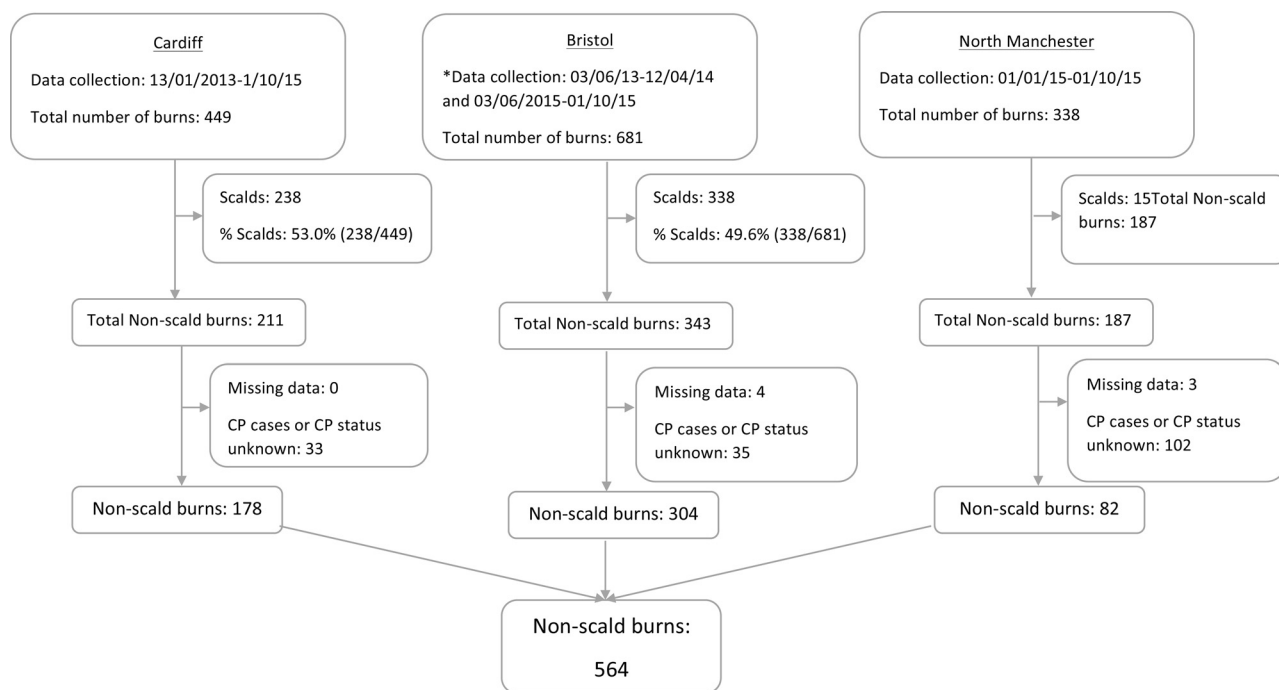 Cardiff
Data collection: 13/01/2013-1/10/15
Total number of burns: 449
Bristol
*Data collection: 03/06/13-12/04/14
and 03/06/2015-01/10/15
Total number of burns: 681
North Manchester
Data collection: 01/01/15-01/10/15
Total number of burns: 338
Scalds: 238
% Scalds: 53.0% (238/449)
Scalds: 338
% Scalds: 49.6% (338/681)
Scalds: 15Total Non-scald
burns: 187
Total Non-scald burns: 211
Total Non-scald burns: 343
Total Non-scald burns: 187
Missing data: 0
CP cases or CP status
unknown: 33
Missing data: 4
CP cases or CP status
unknown: 35
Missing data: 3
CP cases or CP status
unknown: 102
Non-scald burns: 178
Non-scald burns: 304
Non-scald burns: 82
Non-scald burns:
564